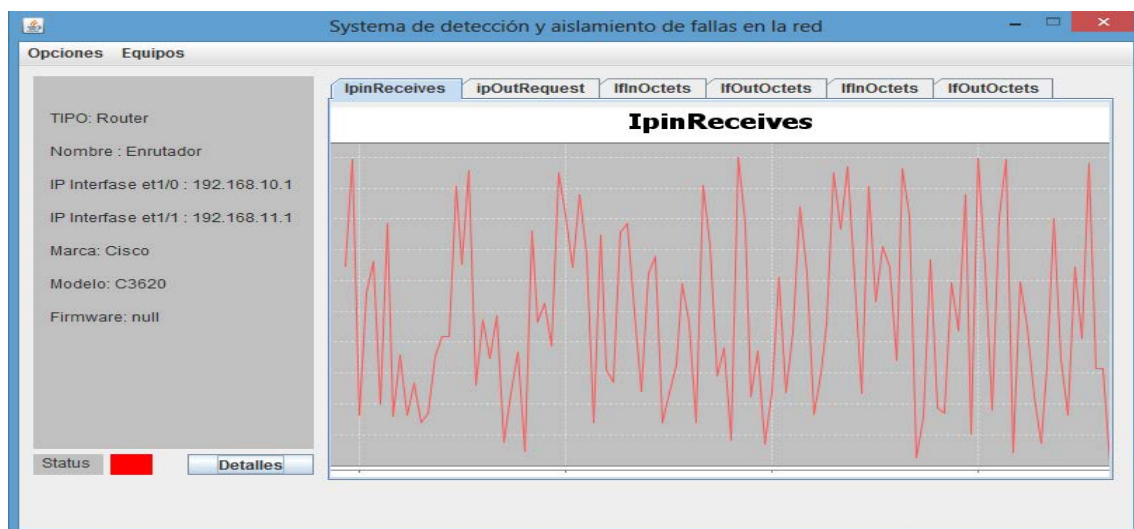 Systema de detección y aislamiento de fallas en la red
Opciones Equipos
IpinReceives ipOutRequest IfInOctets IfOutOctets IfInOctets IfOutOctets
IpinReceives
TIPO: Router
Nombre : Enrutador
IP Interfase et1/0 : 192.168.10.1
IP Interfase et1/1 : 192.168.11.1
Marca: Cisco
Modelo: C3620
Firmware: null
Status Detalles